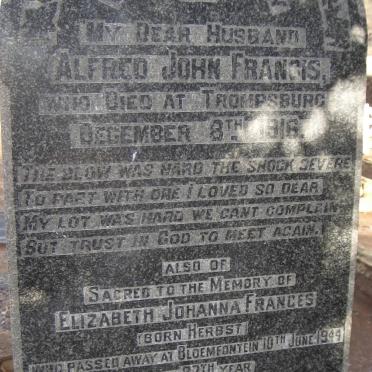 MY DEAR HUSBAND
ALFRED JOHN FRANCIS,
WHO DIED AT TROMPSBURG
DECEMBER 8TH 1916.
THE BLOW WAS HARD THE SHOCK SEVERE
TO PART WITH ONE I LOVED SO DEAR
MY LOT WAS HARD WE CANT COMPLAIN
BUT TRUST IN GOD TO MEET AGAIN.
ALSO OF
SACRED TO THE MEMORY OF
ELIZABETH JOHANNA FRANCES
(BORN HERBST)
WHO PASSED AWAY AT BLOEMFONTEIN 10TH JUNE 1944
YEAR